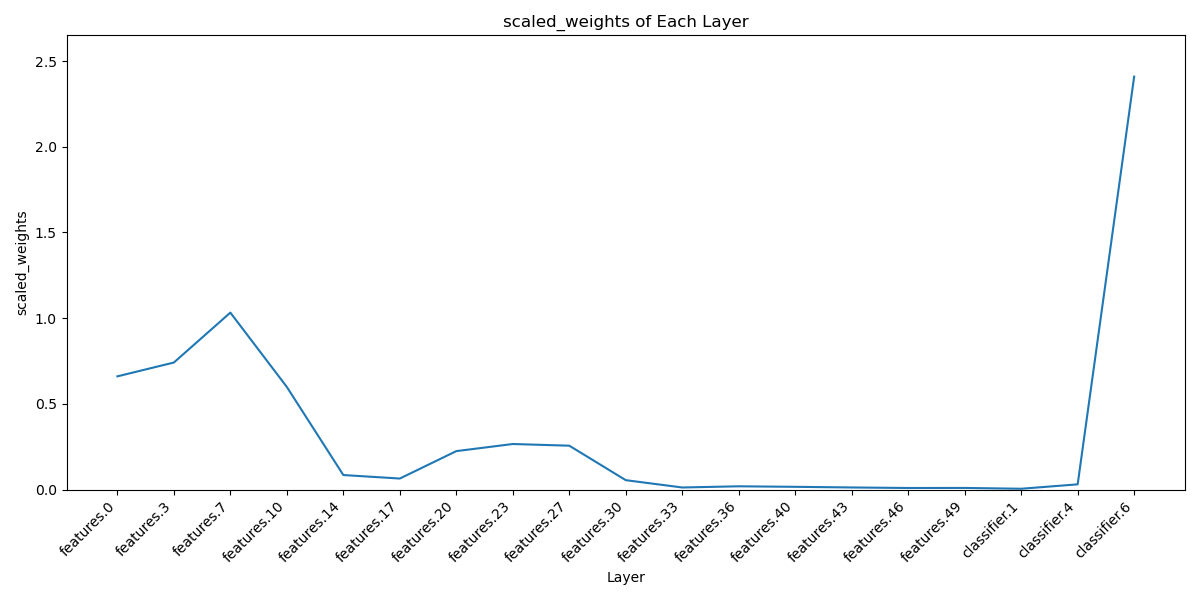 scaled_weights of Each Layer
scaled_weights
2.5
2.0
1.5
1.0
0.5
0.0
features.0
features.3
features.7
features.10
features.14
features.17
features.20
features.23
features.27
features.30
features.33
features.36
features.40
features.43
features.46
features.49
classifier.1
classifier.4
classifier.6
Layer